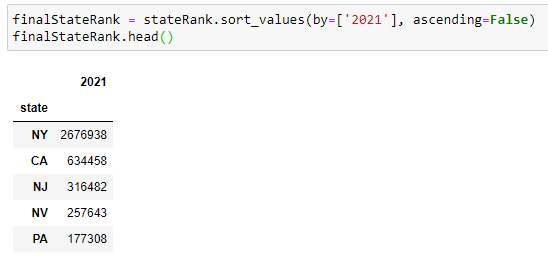 finalStateRank = stateRank.sort_values(by=['2021'], ascending=False)
finalStateRank.head()
2021
state
NY 2676938
CA 634458
NJ 316482
NV 257643
PA 177308